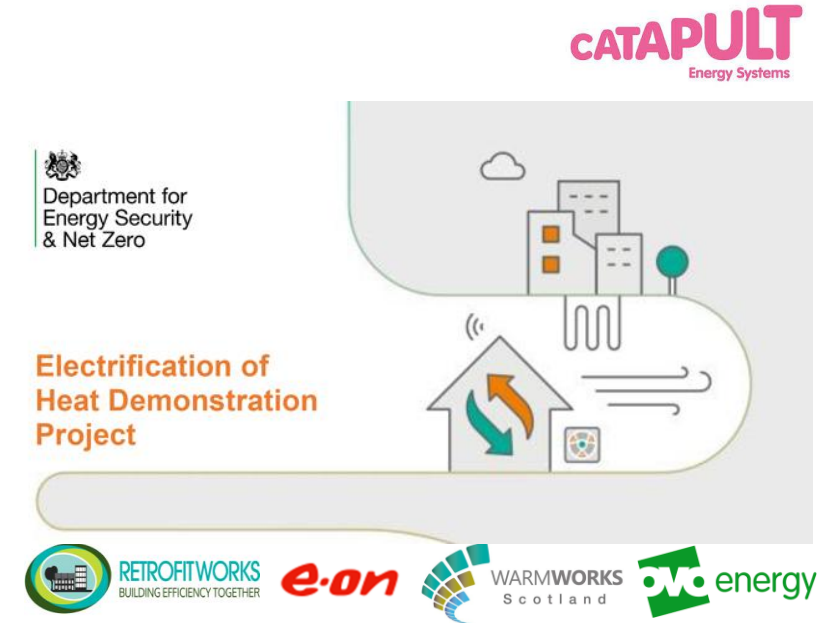 CATAPULT
Energy Systems
Department for
Energy Security
& Net Zero
Electrification of
Heat Demonstration
Project
RETROFITWORKS
BUILDING EFFICIENCY TOGETHER
e·on
WARMWORKS
Scotland
ovo energy